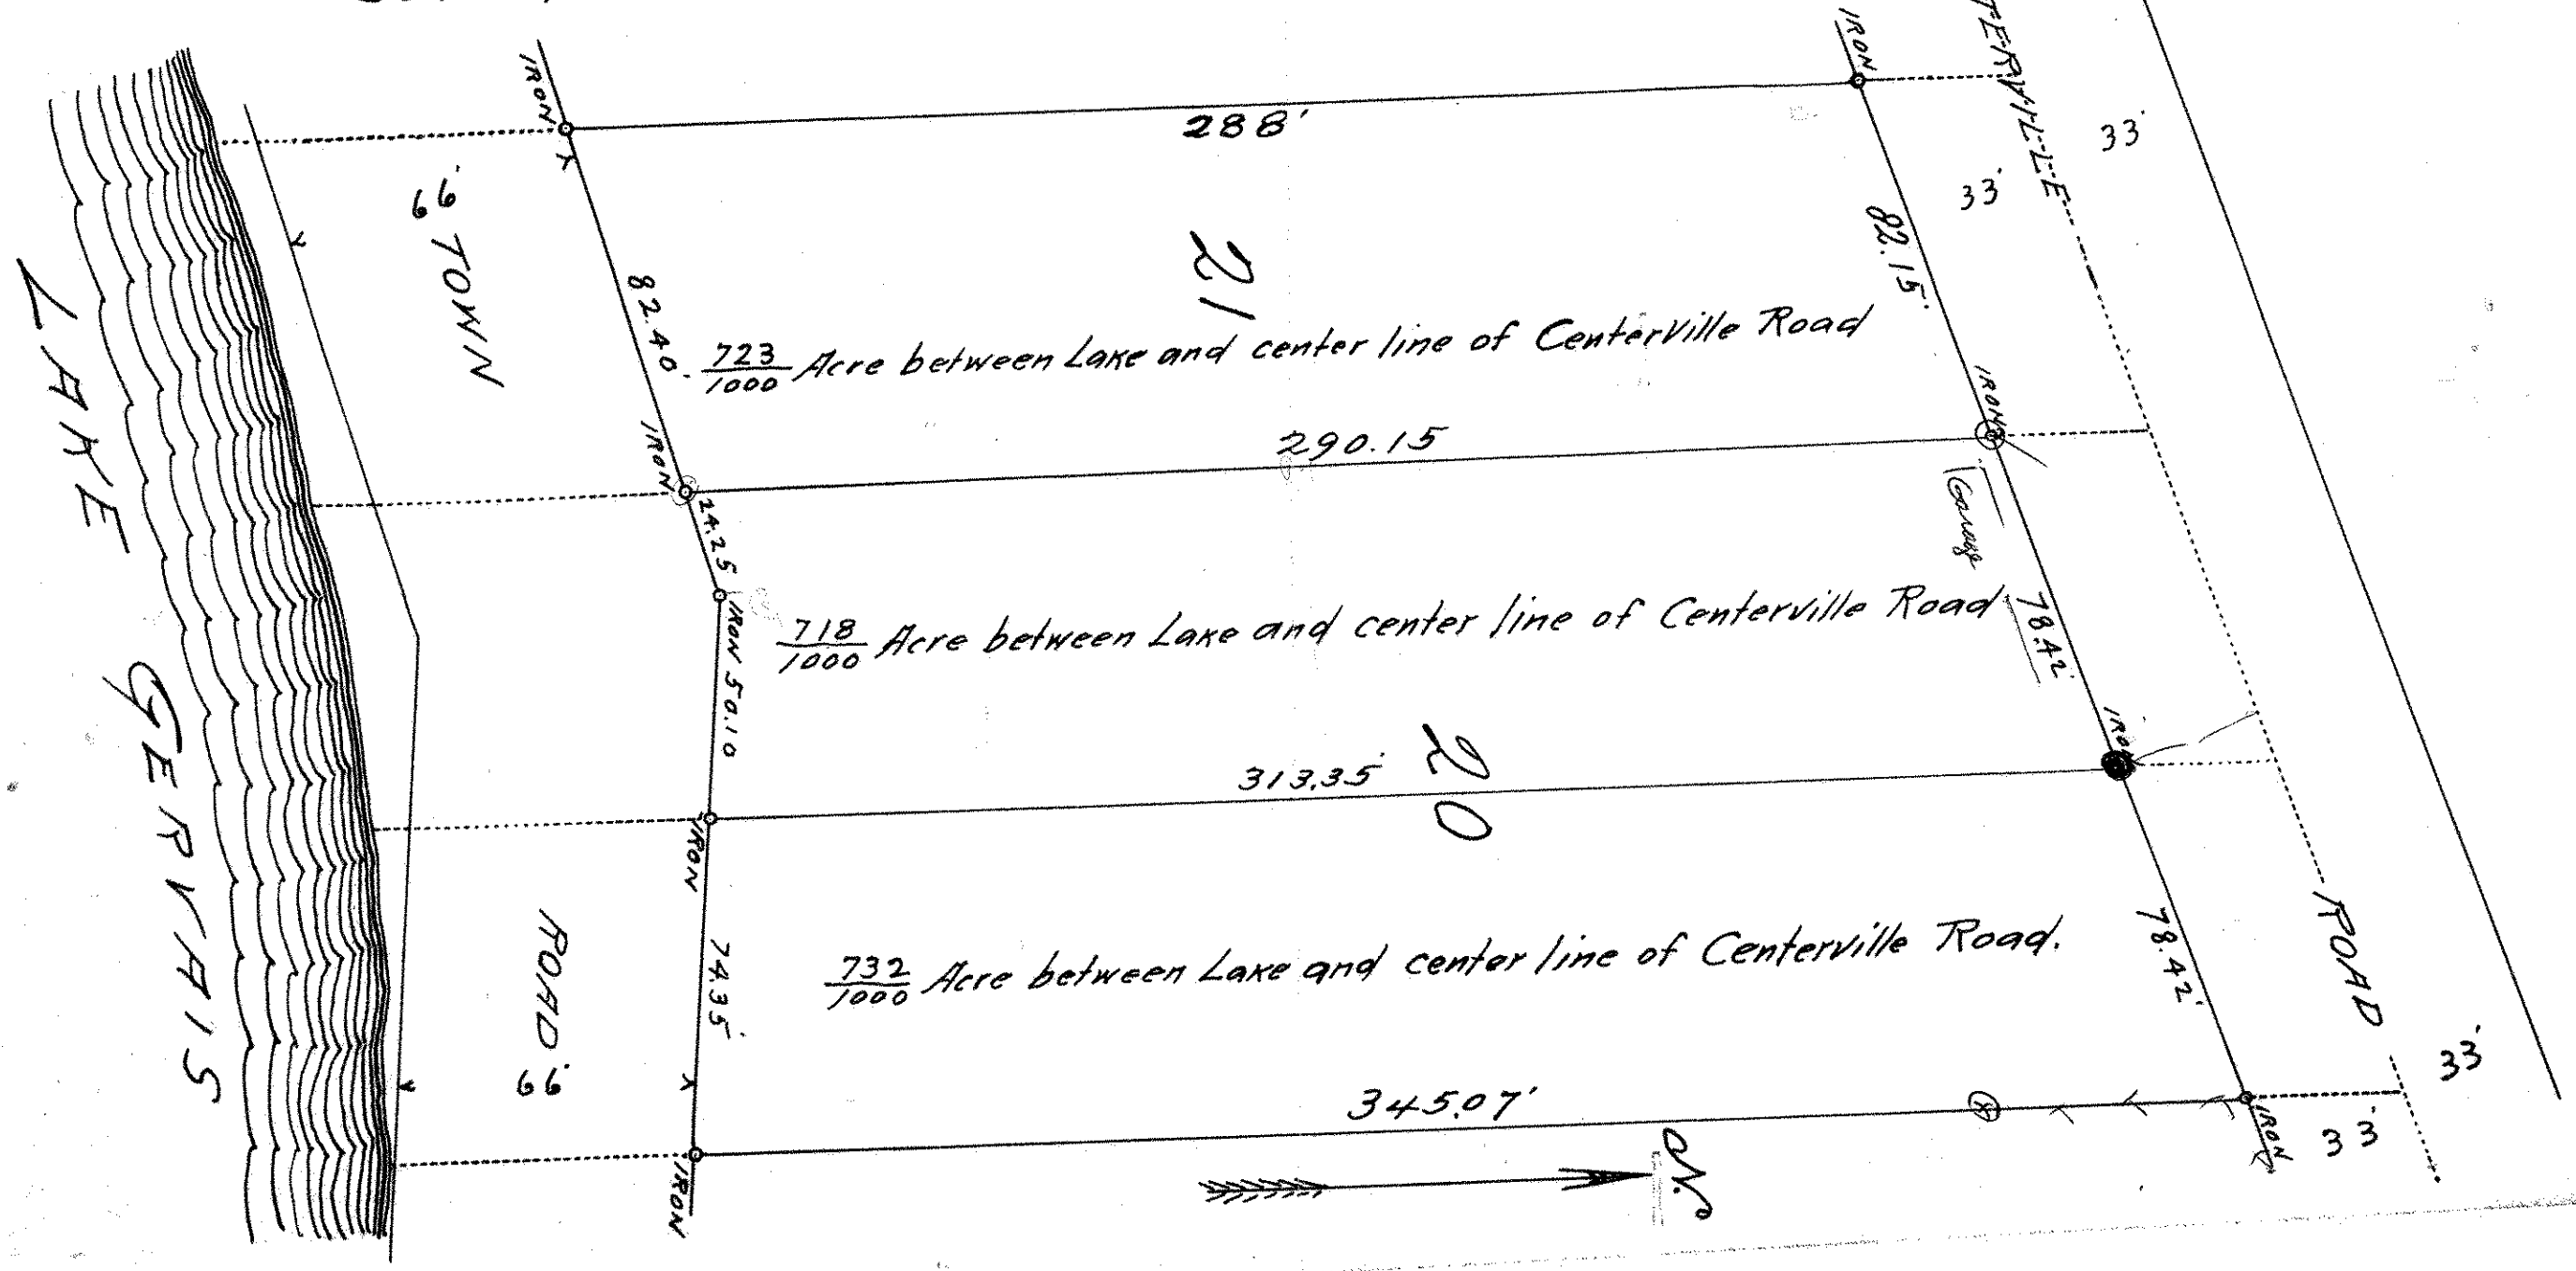 IRON
IRON
288'
33'
33'
66'
TOWN
21
82.15'
82.40
723/1000 Acre between Lake and center line of Centerville Road
IRON
IRON
290.15
Garage
24.25
IRON
50.10
718/1000 Acre between Lake and center line of Centerville Road
78.42'
IRON
20
313.35'
IRON
LAKE GERVAIS
ROAD
66'
74.35'
732/1000 Acre between Lake and center line of Centerville Road.
78.42'
ROAD
33'
33'
345.07'
IRON
IRON
N.